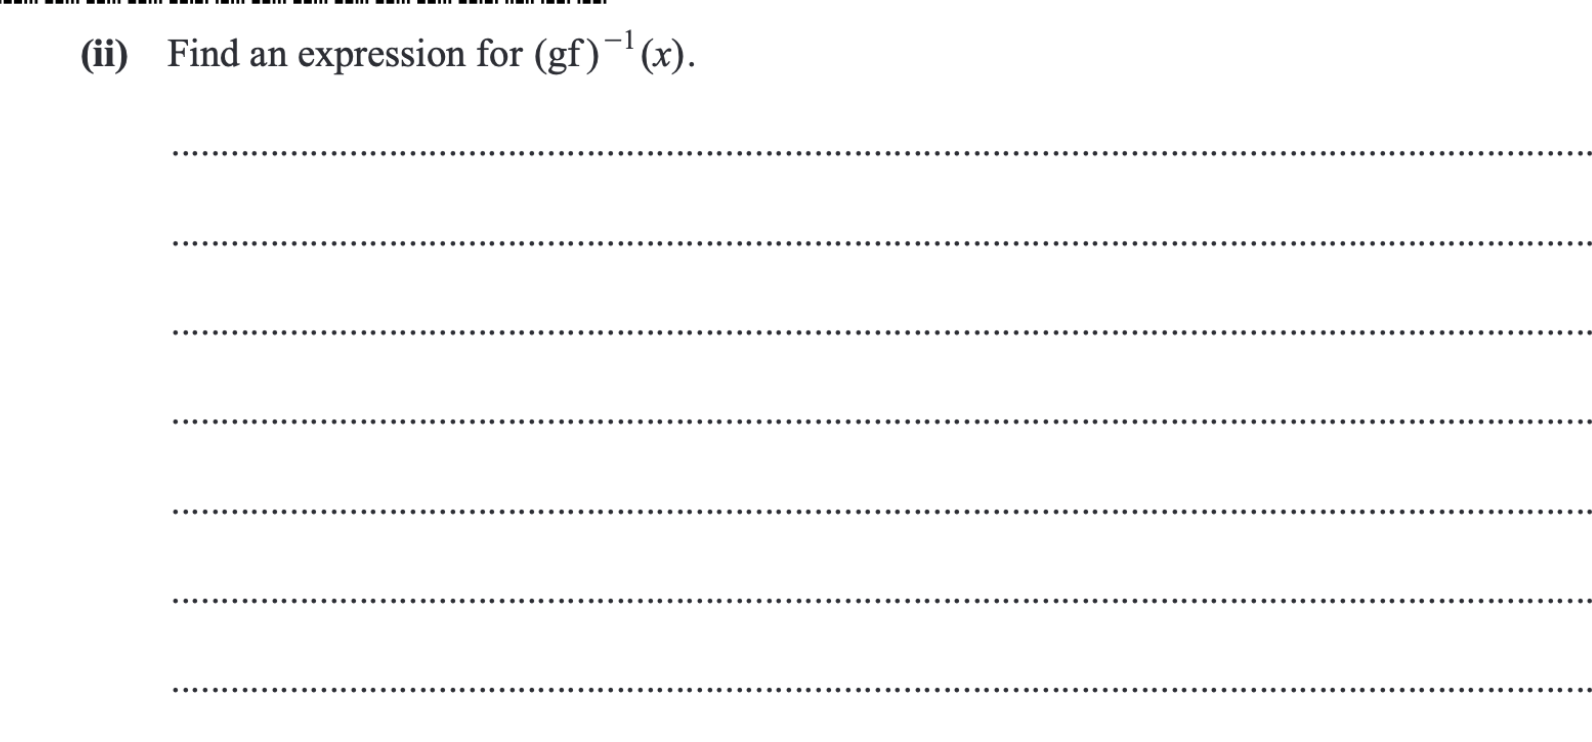 (ii) Find an expression for (gf)⁻¹(x).